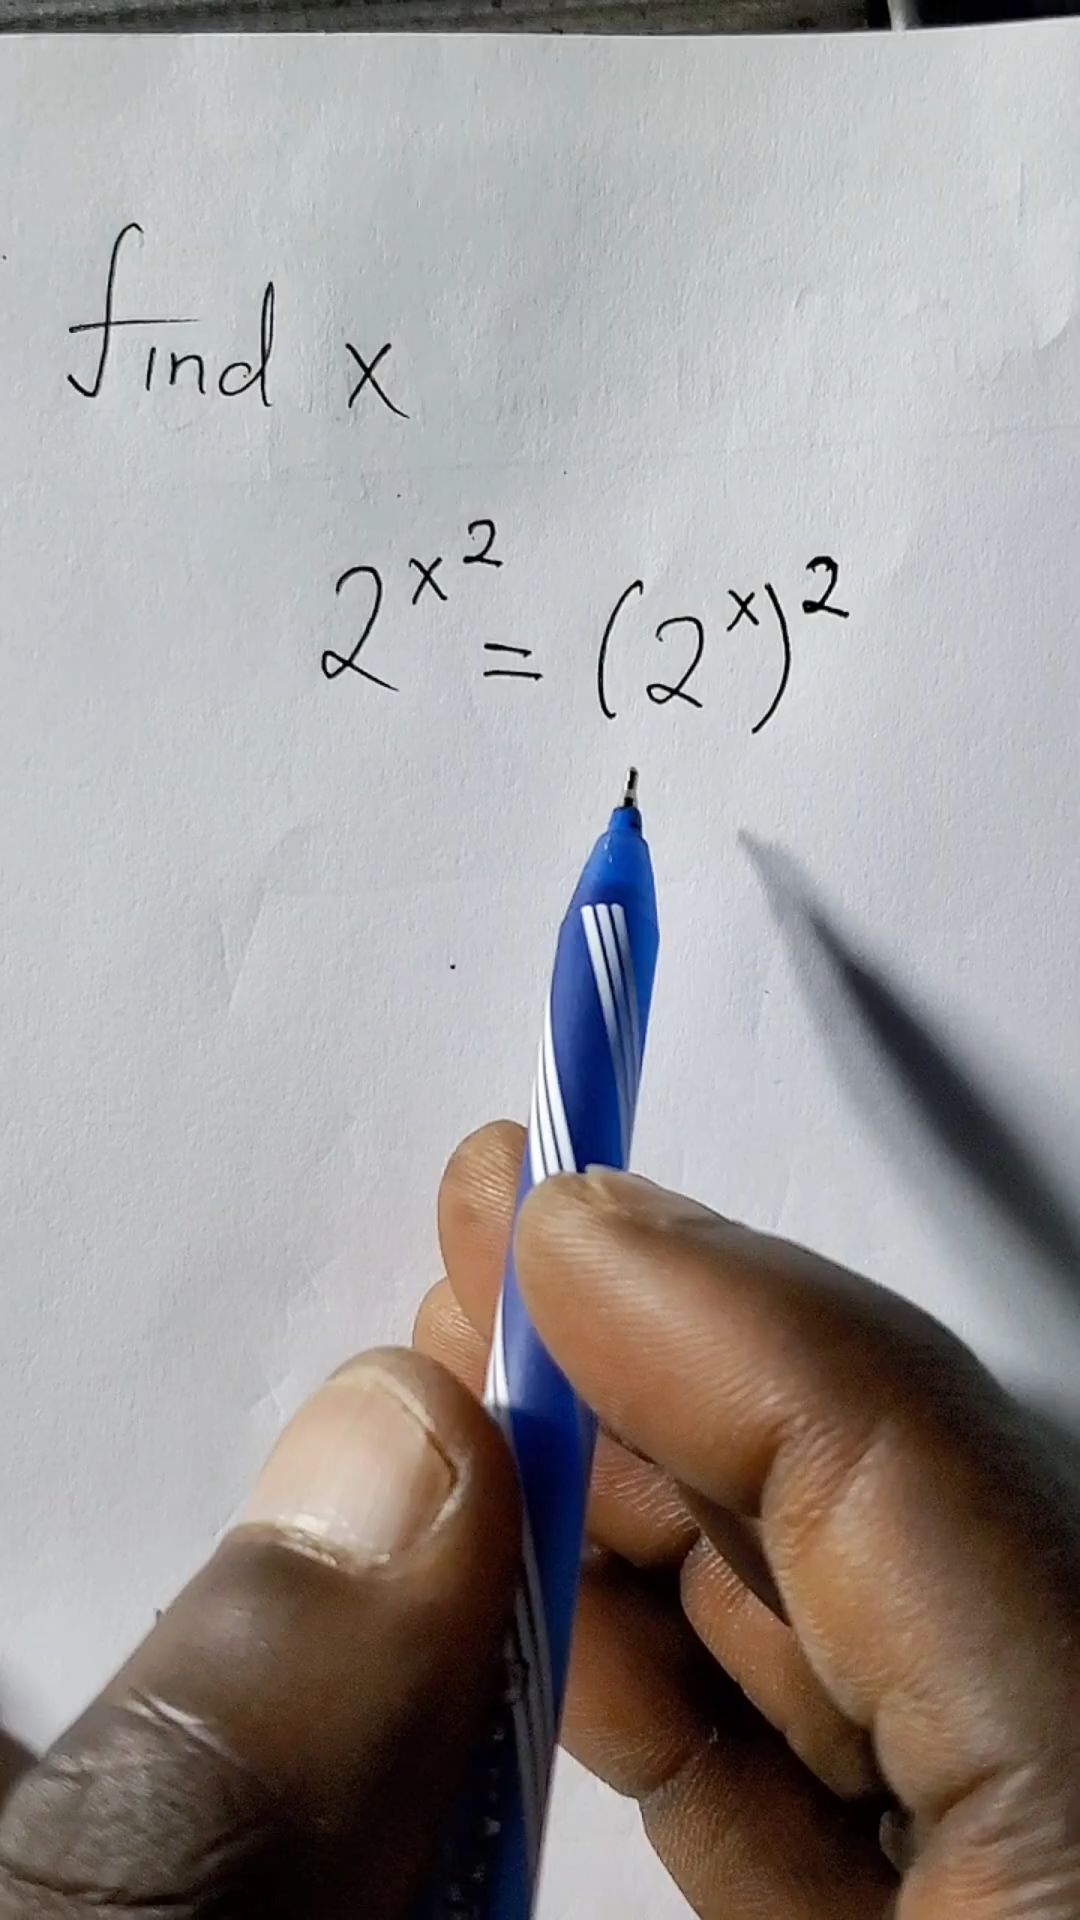 find x
2^{x^2} = (2^x)^2